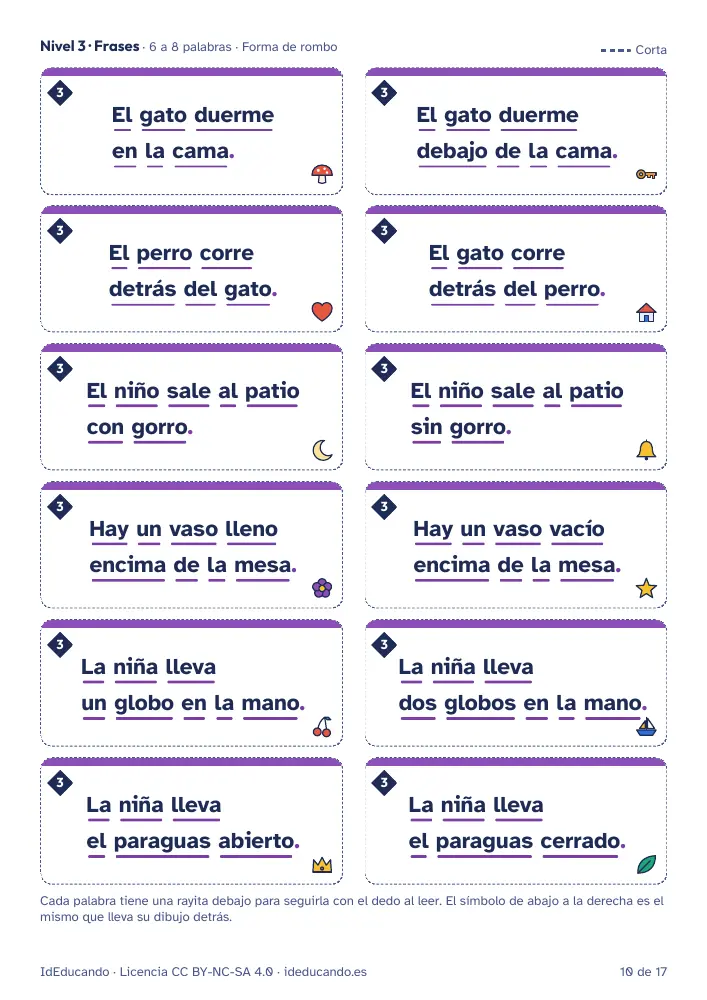 Nivel 3 · Frases · 6 a 8 palabras · Forma de rombo
Corta
3
El gato duerme
en la cama.
3
El gato duerme
debajo de la cama.
3
El perro corre
detrás del gato.
3
El gato corre
detrás del perro.
3
El niño sale al patio
con gorro.
3
El niño sale al patio
sin gorro.
3
Hay un vaso lleno
encima de la mesa.
3
Hay un vaso vacío
encima de la mesa.
3
La niña lleva
un globo en la mano.
3
La niña lleva
dos globos en la mano.
3
La niña lleva
el paraguas abierto.
3
La niña lleva
el paraguas cerrado.
Cada palabra tiene una rayita debajo para seguirla con el dedo al leer. El símbolo de abajo a la derecha es el
mismo que lleva su dibujo detrás.
IdEducando · Licencia CC BY-NC-SA 4.0 · ideducando.es
10 de 17